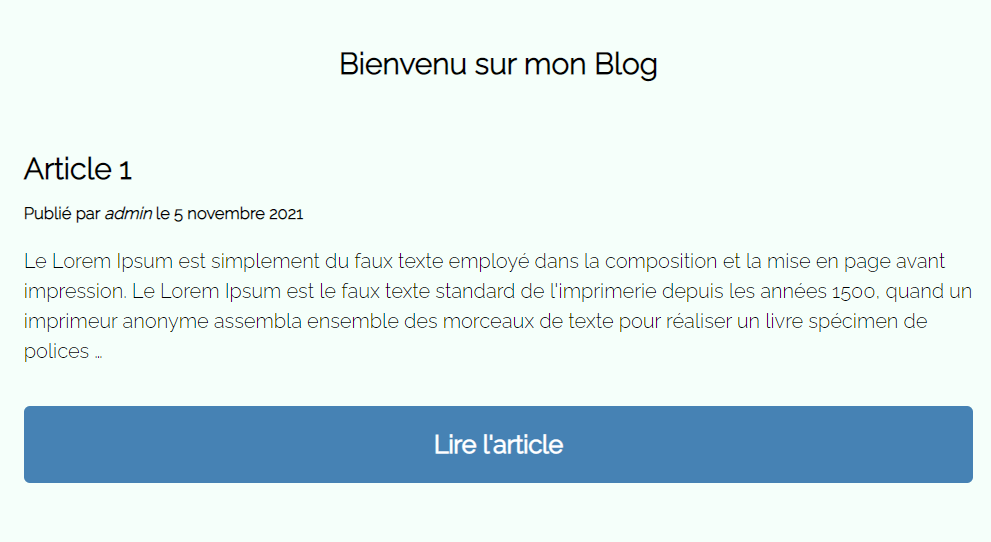 Bienvenu sur mon Blog
Article 1
Publié par admin le 5 novembre 2021
Le Lorem Ipsum est simplement du faux texte employé dans la composition et la mise en page avant
impression. Le Lorem Ipsum est le faux texte standard de l'imprimerie depuis les années 1500, quand un
imprimeur anonyme assembla ensemble des morceaux de texte pour réaliser un livre spécimen de
polices ...
Lire l'article